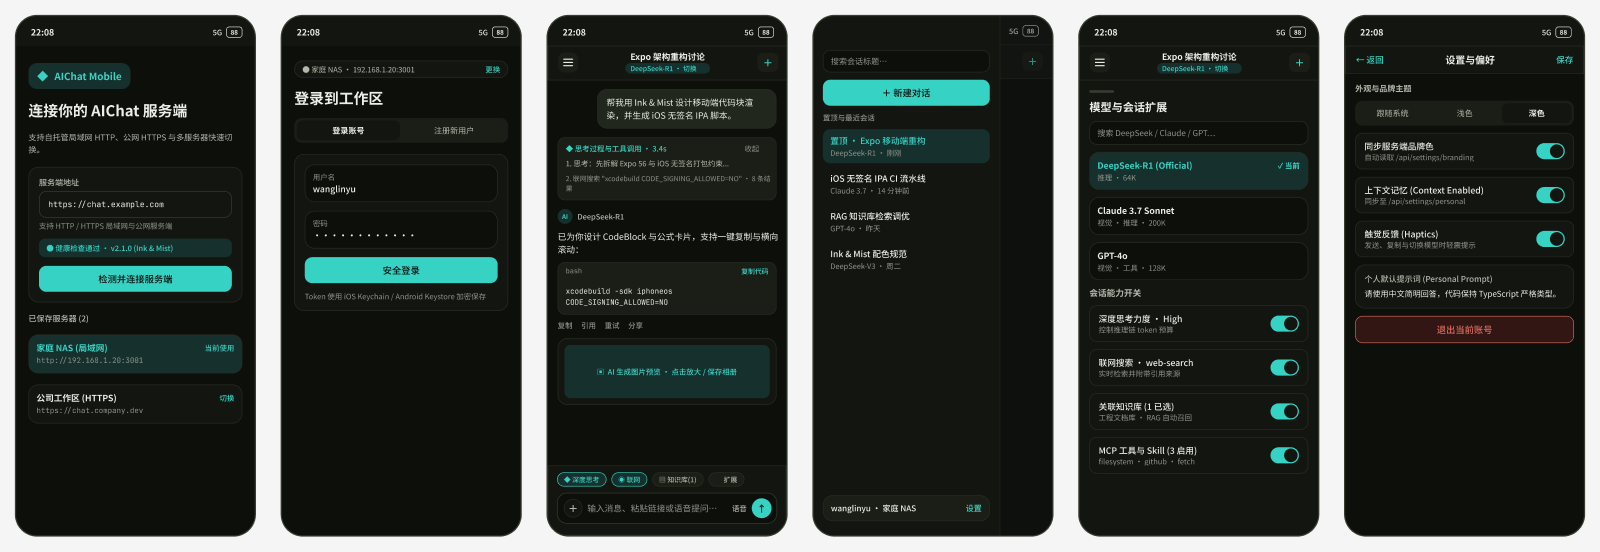 22:08
5G 88
AIChat Mobile
连接你的 AIChat 服务端
支持自托管局域网 HTTP、公网 HTTPS 与多服务器快速切
换。
服务端地址
https://chat.example.com
支持 HTTP / HTTPS 局域网与公网服务端
健康检查通过 • v2.1.0 (Ink & Mist)
检测并连接服务端
已保存服务器 (2)
家庭 NAS (局域网)
当前使用
http://192.168.1.20:3001
公司工作区 (HTTPS)
切换
https://chat.company.dev
22:08
5G 88
家庭 NAS • 192.168.1.20:3001
更换
登录到工作区
登录账号
注册新用户
用户名
wanglinyu
密码
安全登录
Token 使用 iOS Keychain / Android Keystore 加密保存
22:08
5G 88
Expo 架构重构讨论
DeepSeek-R1 • 切换
+
帮我用 Ink & Mist 设计移动端代码块渲
染，并生成 iOS 无签名 IPA 脚本。
思考过程与工具调用 • 3.4s
收起
1. 思考：先拆解 Expo 56 与 iOS 无签名打包约束...
2. 联网搜索 "xcodebuild CODE_SIGNING_ALLOWED=NO" • 8 条结
果
AI DeepSeek-R1
已为你设计 CodeBlock 与公式卡片，支持一键复制与横向
滚动：
bash
复制代码
xcodebuild -sdk iphoneos
CODE_SIGNING_ALLOWED=NO
复制 引用 重试 分享
AI 生成图片预览 • 点击放大 / 保存相册
深度思考 联网 知识库(1) 扩展
+ 输入消息、粘贴链接或语音提问… 语音 ↑
5G 88
+
搜索会话标题…
+ 新建对话
置顶与最近会话
置顶 • Expo 移动端重构
DeepSeek-R1 • 刚刚
iOS 无签名 IPA CI 流水线
Claude 3.7 • 14 分钟前
RAG 知识库检索调优
GPT-4o • 昨天
Ink & Mist 配色规范
DeepSeek-V3 • 周二
wanglinyu • 家庭 NAS
设置
22:08
5G 88
Expo 架构重构讨论
DeepSeek-R1 • 切换
+
模型与会话扩展
搜索 DeepSeek / Claude / GPT...
DeepSeek-R1 (Official)
✓ 当前
推理 • 64K
Claude 3.7 Sonnet
视觉 • 推理 • 200K
GPT-4o
视觉 • 工具 • 128K
会话能力开关
深度思考力度 • High
控制推理链 token 预算
联网搜索 • web-search
实时检索并附带引用来源
关联知识库 (1 已选)
工程文档库 • RAG 自动召回
MCP 工具与 Skill (3 启用)
filesystem • github • fetch
22:08
5G 88
← 返回
设置与偏好
保存
外观与品牌主题
跟随系统
浅色
深色
同步服务端品牌色
自动读取 /api/settings/branding
上下文记忆 (Context Enabled)
同步至 /api/settings/personal
触觉反馈 (Haptics)
发送、复制与切换模型时轻震提示
个人默认提示词 (Personal Prompt)
请使用中文简明回答，代码保持 TypeScript 严格类型。
退出当前账号